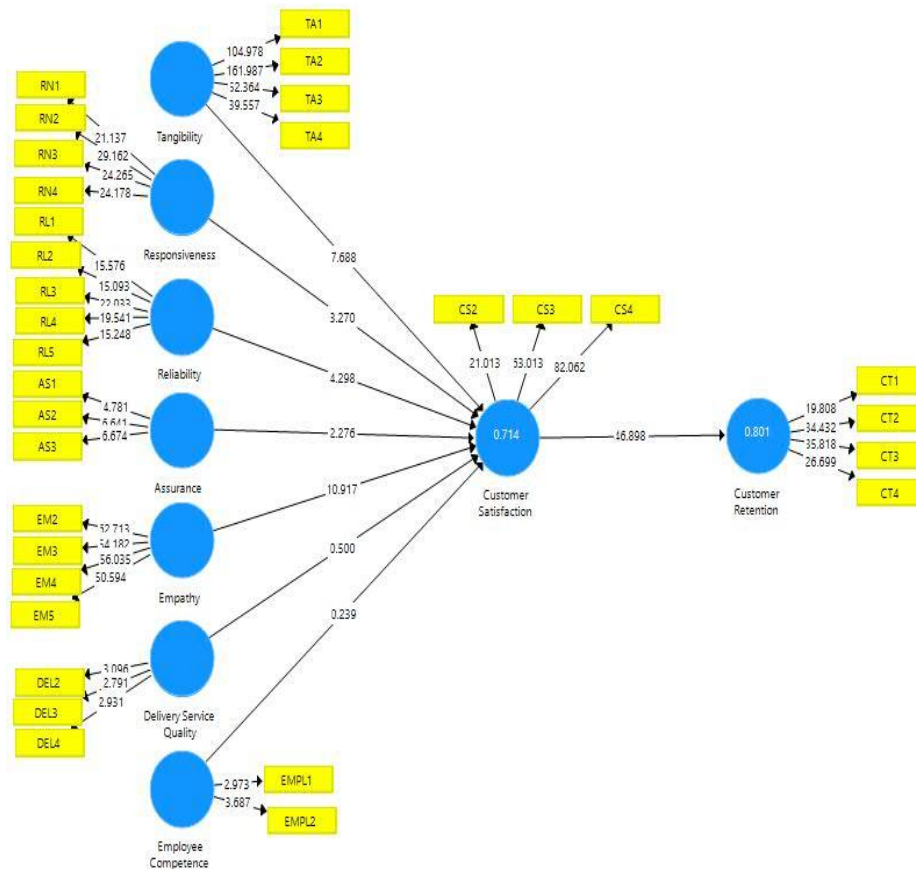 TA1
104.978
TA2
161.987
TA3
39.557
TA4
Tangibility
RN1
RN2
21.137
29.162
RN3
24.265
RN4
24.178
Responsiveness
RL1
15.576
RL2
15.093
RL3
22.033
RL4
19.541
RL5
15.248
Reliability
AS1
4.781
AS2
AS3
6.674
Assurance
7.688
3.270
4.298
2.276
10.917
0.500
0.239
CS2
CS3
CS4
21.013
53.013
82.062
0.714
Customer
Satisfaction
46.898
0.801
Customer
Retention
CT1
19.808
CT2
34.432
CT3
35.818
CT4
26.699
EM2
EM3
54.182
EM4
56.035
EM5
50.594
Empathy
DEL2
3.096
DEL3
2.791
DEL4
2.931
Delivery Service
Quality
EMPL1
2.973
EMPL2
3.687
Employee
Competence